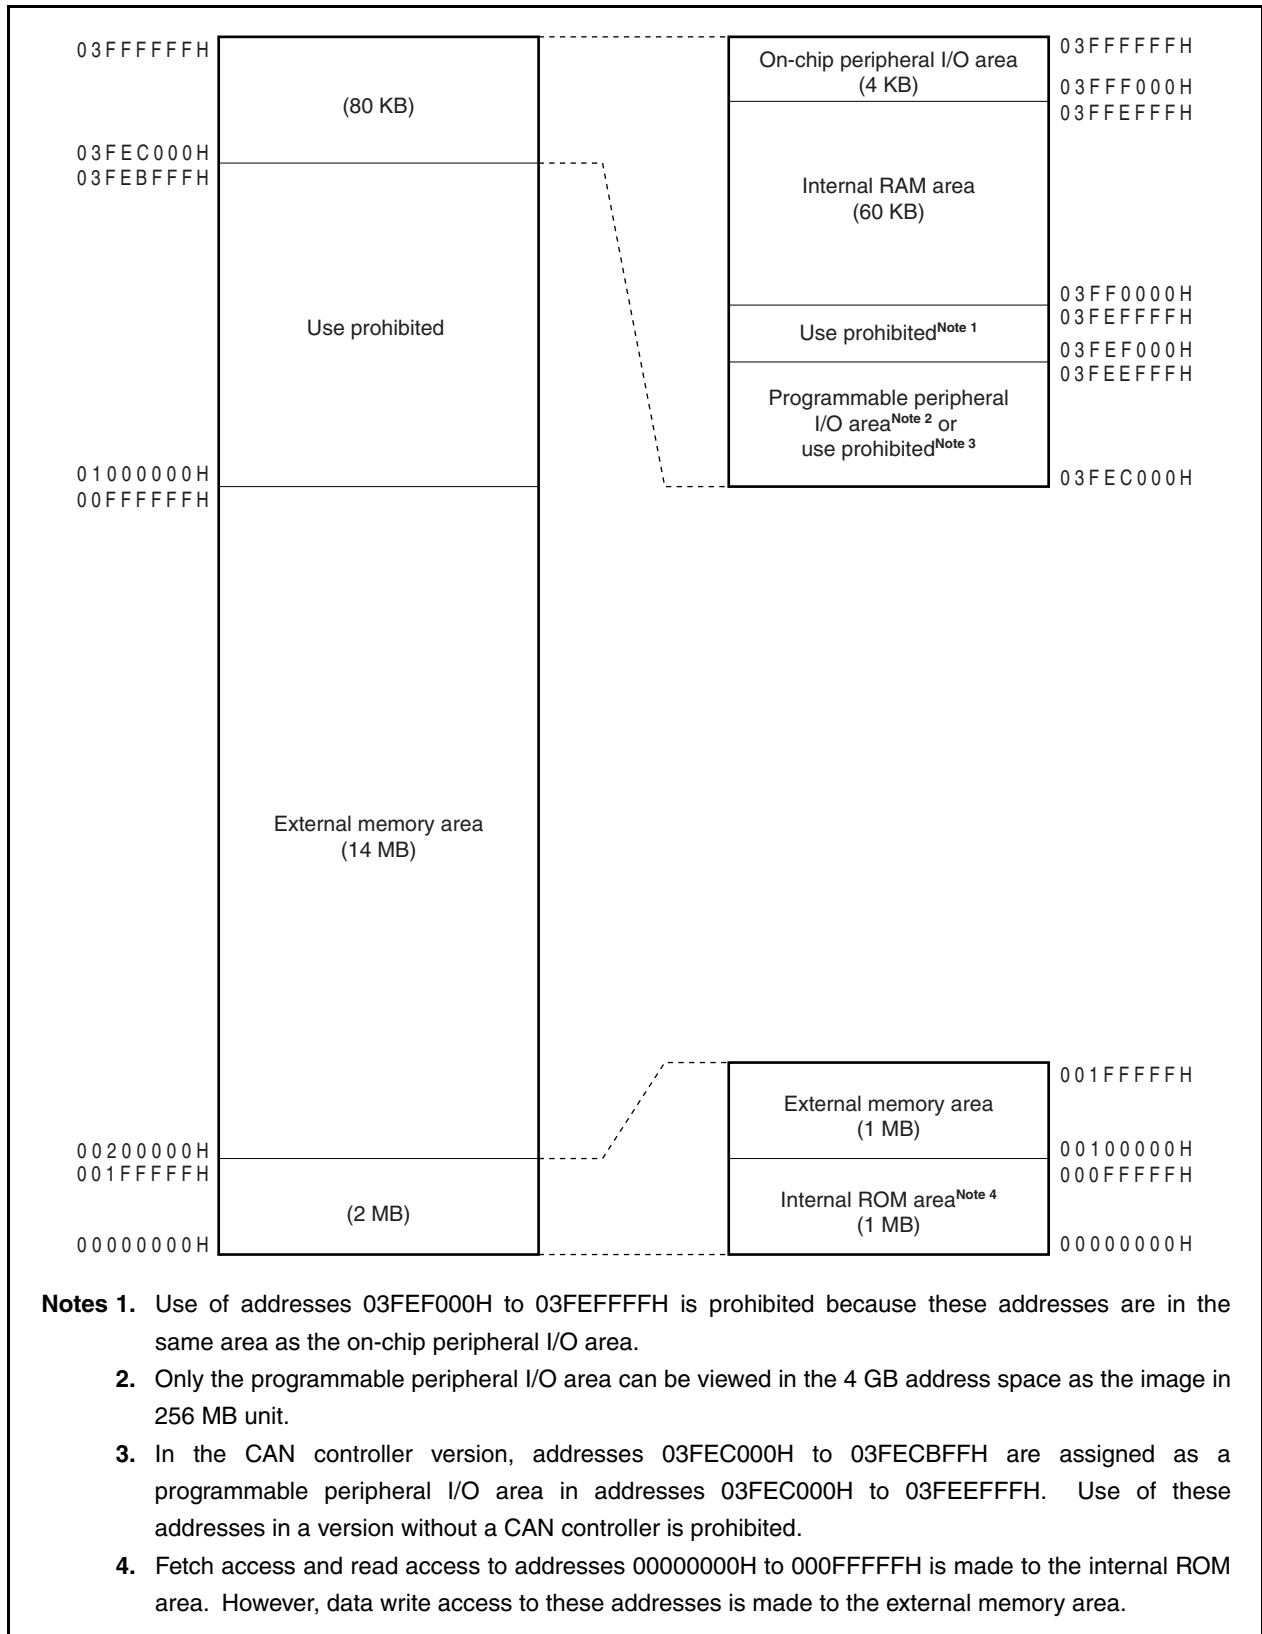 03FFFFFFH
(80 KB)
03FEC000H
03FEBFFFH
Use prohibited
01000000H
00FFFFFFH
External memory area
(14 MB)
00200000H
001FFFFFH
(2 MB)
00000000H
On-chip peripheral I/O area
(4 KB)
03FFFFFFH
03FFF000H
03FFEFFFH
Internal RAM area
(60 KB)
03FF0000H
03FEFFFFH
Use prohibitedNote 1
03FEF000H
03FEEFFFH
Programmable peripheral
I/O areaNote 2 or
use prohibitedNote 3
03FEC000H
001FFFFFH
External memory area
(1 MB)
00100000H
000FFFFFH
Internal ROM areaNote 4
(1 MB)
00000000H
Notes 1. Use of addresses 03FEF000H to 03FEFFFFH is prohibited because these addresses are in the
same area as the on-chip peripheral I/O area.
2. Only the programmable peripheral I/O area can be viewed in the 4 GB address space as the image in
256 MB unit.
3. In the CAN controller version, addresses 03FEC000H to 03FECBFFH are assigned as a
programmable peripheral I/O area in addresses 03FEC000H to 03FEEFFFH. Use of these
addresses in a version without a CAN controller is prohibited.
4. Fetch access and read access to addresses 00000000H to 000FFFFFH is made to the internal ROM
area. However, data write access to these addresses is made to the external memory area.